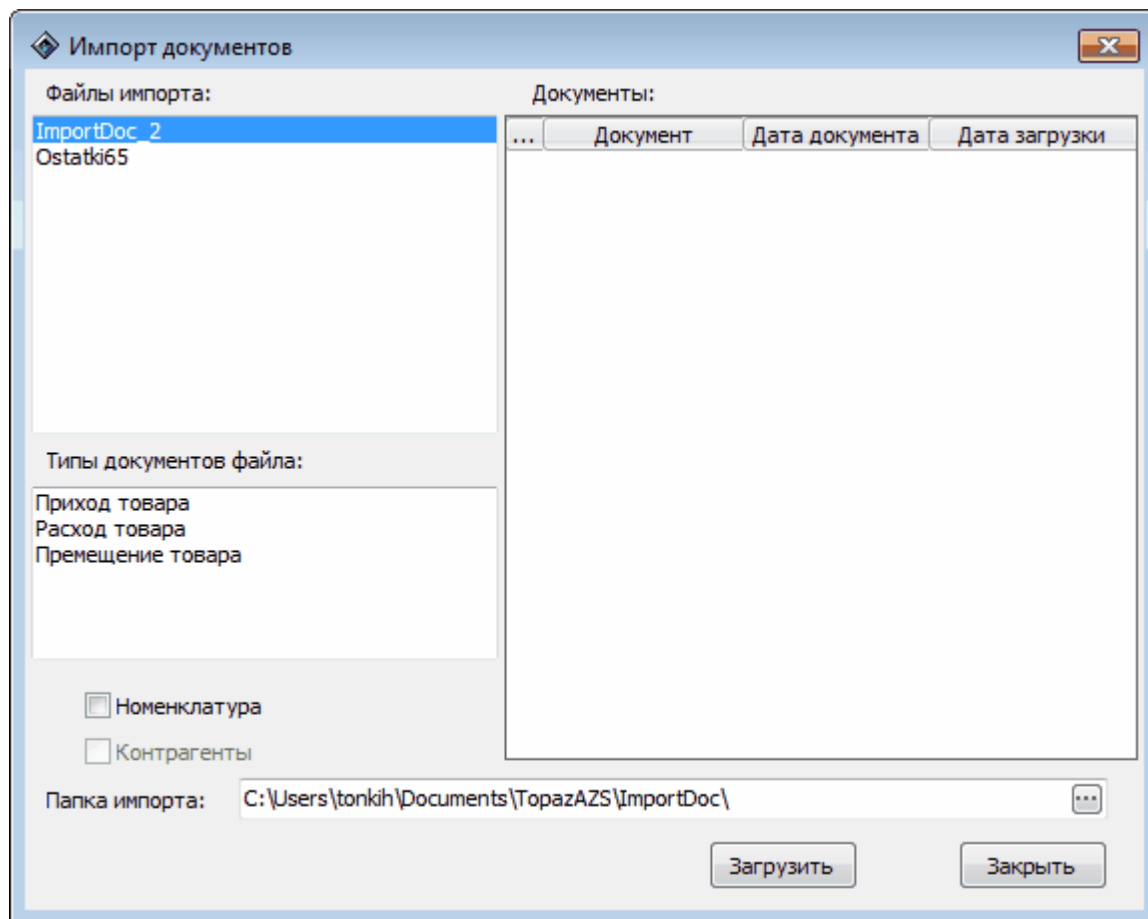 Импорт документов
Файлы импорта:
ImportDoc_2
Ostatki65
Документы:
... Документ Дата документа Дата загрузки
Типы документов файла:
Приход товара
Расход товара
Премещение товара
Номенклатура
Контрагенты
Папка импорта: C:\Users\tonkih\Documents\TopazAZS\ImportDoc\ ...
Загрузить Закрыть